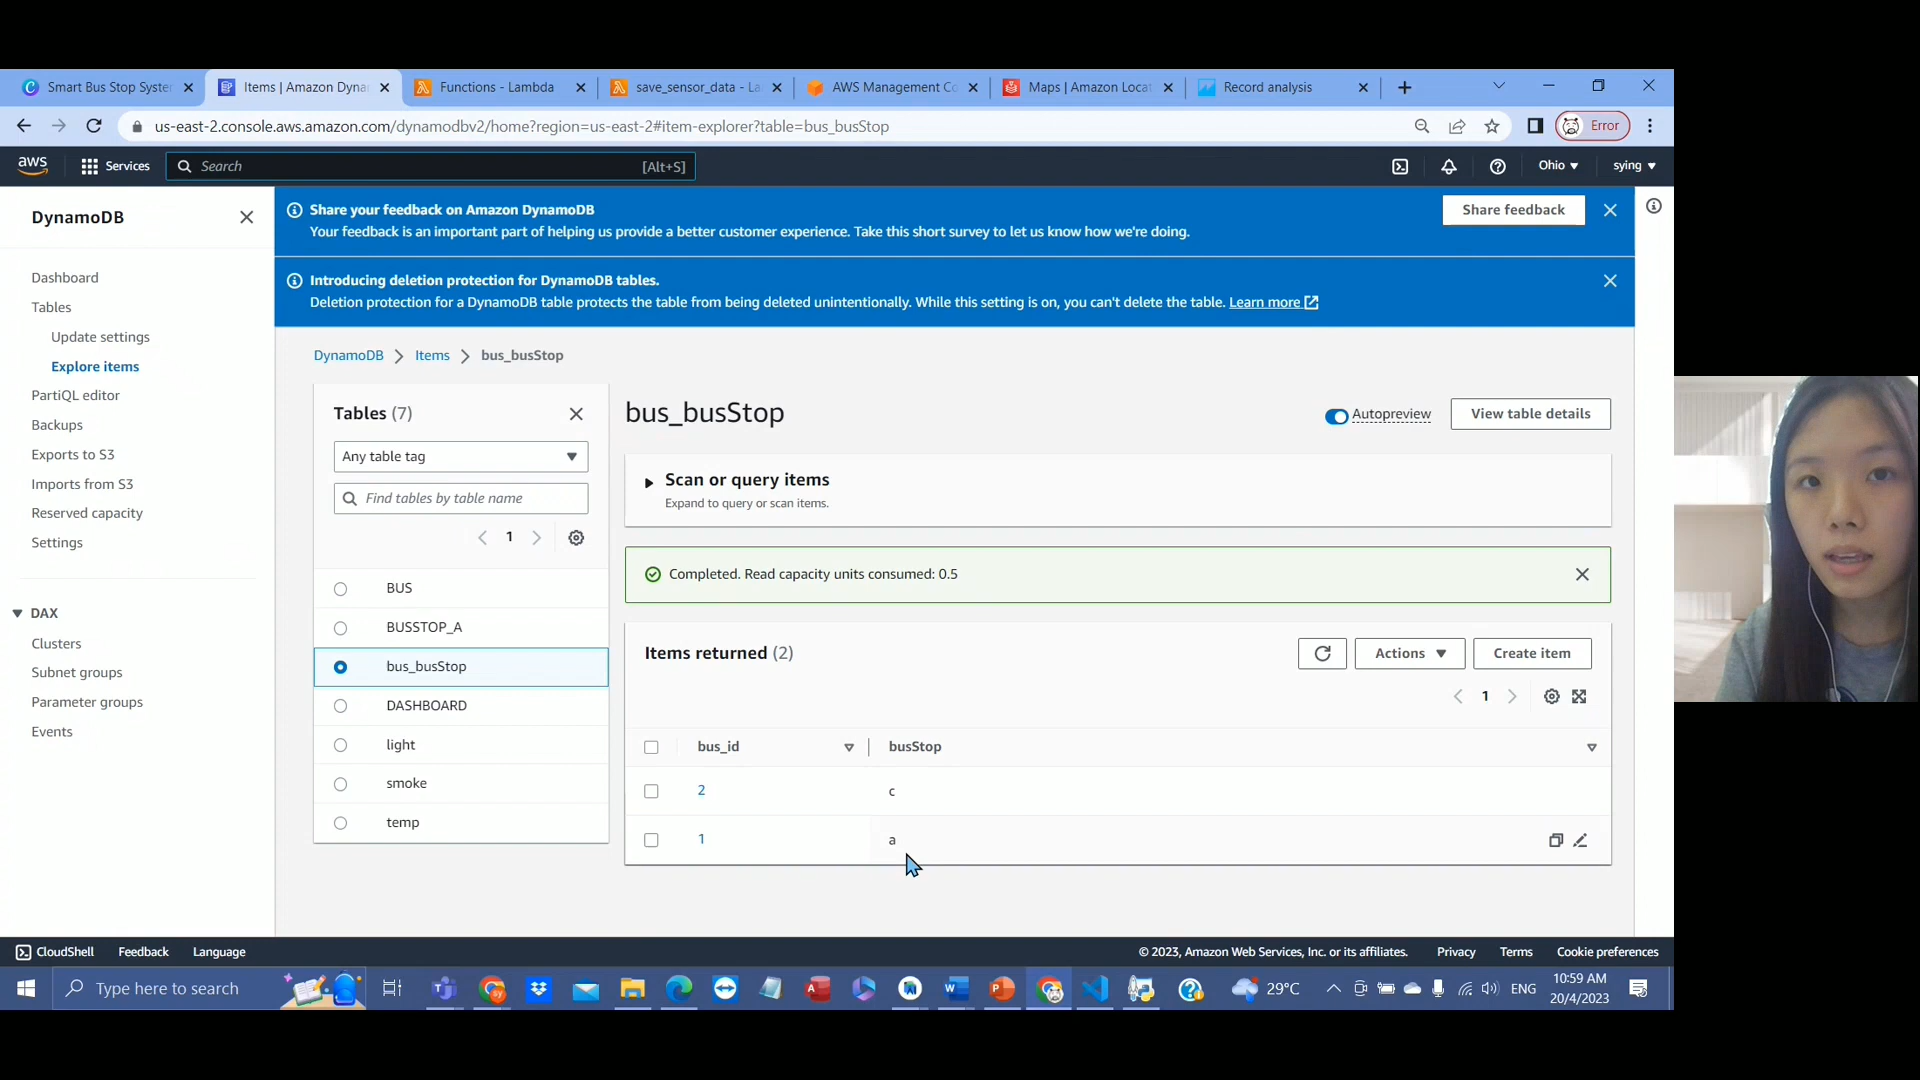 Smart Bus Stop Syste
Items | Amazon Dyna
Functions - Lambda
save_sensor_data - La
AWS Management Co
Maps | Amazon Locat
Record analysis
us-east-2.console.aws.amazon.com/dynamodbv2/home?region=us-east-2#item-explorer?table=bus_busStop
Error
aws
Services
Search
[Alt+S]
Ohio
sying
DynamoDB
Dashboard
Tables
Update settings
Explore items
PartiQL editor
Backups
Exports to S3
Imports from S3
Reserved capacity
Settings
DAX
Clusters
Subnet groups
Parameter groups
Events
Share your feedback on Amazon DynamoDB
Your feedback is an important part of helping us provide a better customer experience. Take this short survey to let us know how we're doing.
Share feedback
Introducing deletion protection for DynamoDB tables.
Deletion protection for a DynamoDB table protects the table from being deleted unintentionally. While this setting is on, you can't delete the table. Learn more
DynamoDB
Items
bus_busStop
Tables (7)
Any table tag
Find tables by table name
1
BUS
BUSSTOP_A
bus_busStop
DASHBOARD
light
smoke
temp
bus_busStop
Autopreview
View table details
Scan or query items
Expand to query or scan items.
Completed. Read capacity units consumed: 0.5
Items returned (2)
Actions
Create item
1
bus_id
busStop
2
c
1
a
CloudShell
Feedback
Language
© 2023, Amazon Web Services, Inc. or its affiliates.
Privacy
Terms
Cookie preferences
Type here to search
29°C
ENG
10:59 AM
20/4/2023